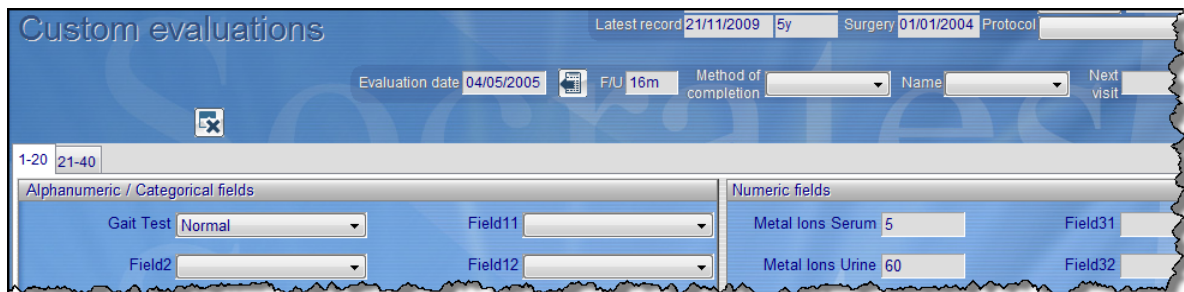 Custom evaluations
Latest record 21/11/2009 5y Surgery 01/01/2004 Protocol
Evaluation date 04/05/2005 F/U 16m Method of completion Name Next visit
Socrates
1-20 21-40
Alphanumeric / Categorical fields Numeric fields
Gait Test Normal Field11 Metal Ions Serum 5 Field31
Field2 Field12 Metal Ions Urine 60 Field32